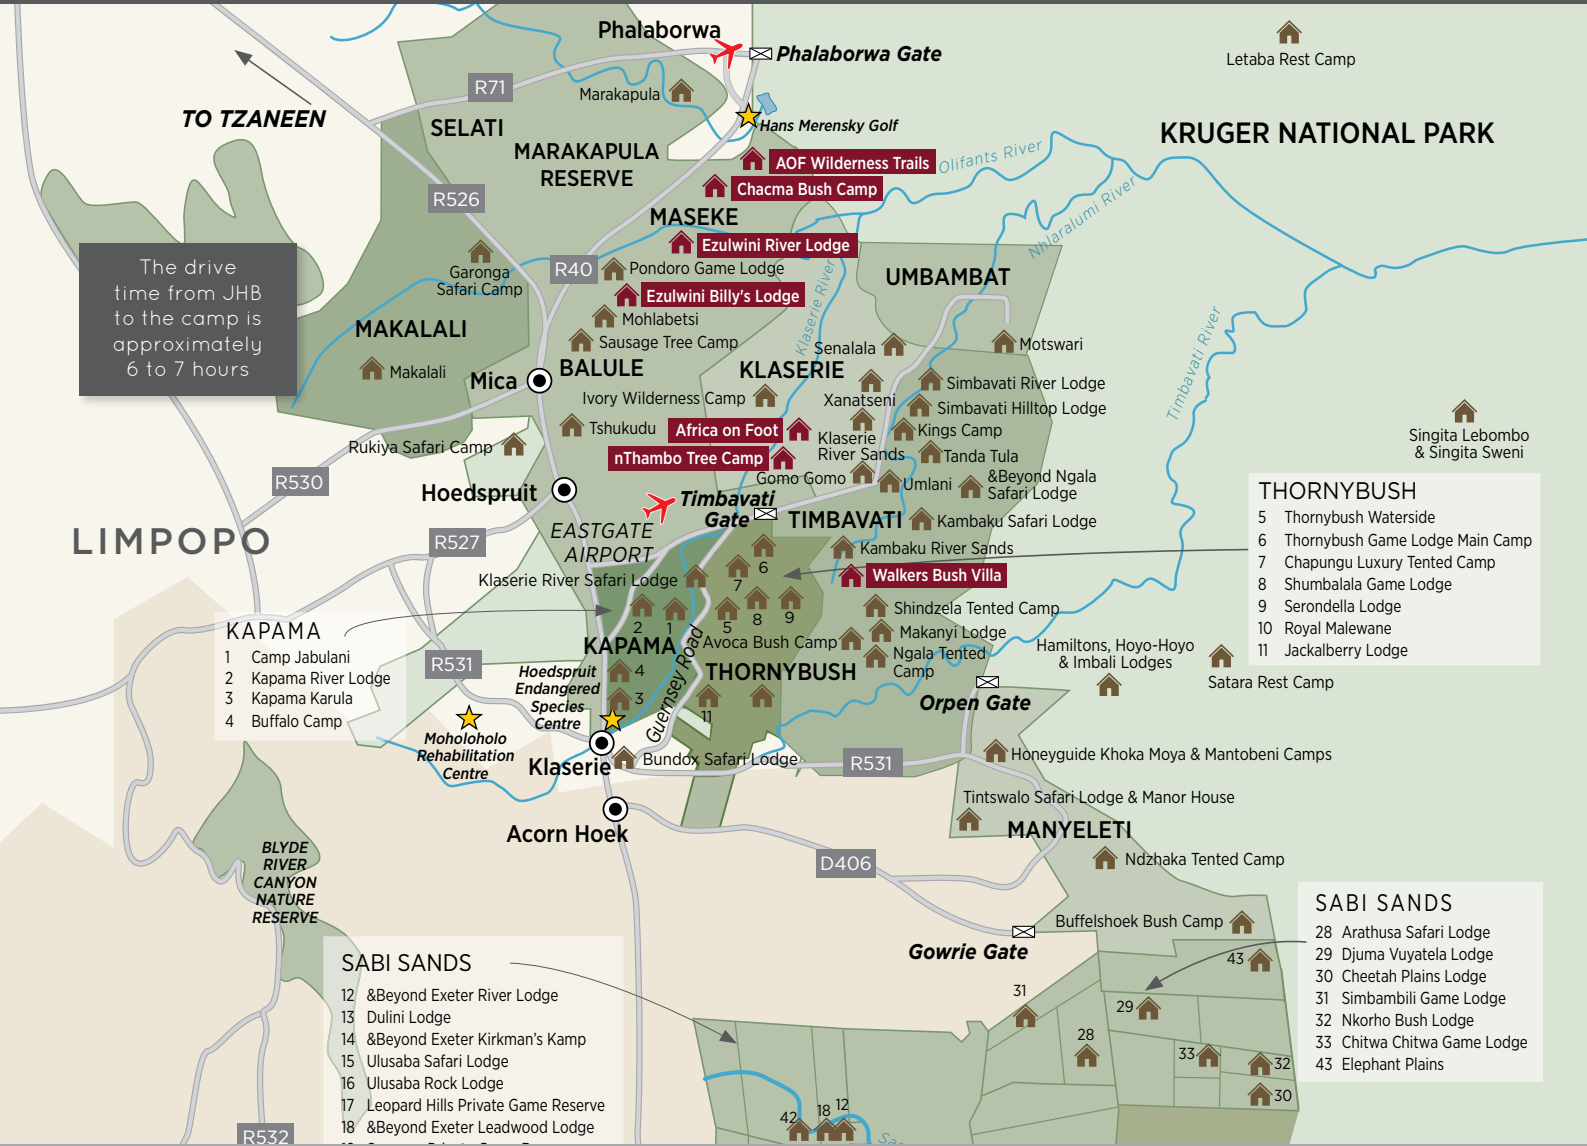 Phalaborwa
Phalaborwa Gate
Letaba Rest Camp
R71
Marakapula
TO TZANEEN
SELATI
Hans Merensky Golf
KRUGER NATIONAL PARK
MARAKAPULA
RESERVE
AOF Wilderness Trails
Olifants River
Chacma Bush Camp
R526
Nhlaralumi River
MASEKE
Ezulwini River Lodge
The drive
time from JHB
to the camp is
approximately
6 to 7 hours
Garonga
Safari Camp
R40
Pondoro Game Lodge
UMBAMBAT
Ezulwini Billy's Lodge
Klaserie River
Mohlabetsi
MAKALALI
Sausage Tree Camp
Senalala
Motswari
Timbavati River
Makalali
Mica
BALULE
KLASERIE
Simbavati River Lodge
Ivory Wilderness Camp
Xanatseni
Simbavati Hilltop Lodge
Tshukudu
Africa on Foot
Klaserie
River Sands
Kings Camp
Singita Lebombo
& Singita Sweni
Rukiya Safari Camp
nThambo Tree Camp
Tanda Tula
Gomo Gomo
Umlani
&Beyond Ngala
Safari Lodge
R530
Hoedspruit
Timbavati
Gate
TIMBAVATI
Kambaku Safari Lodge
THORNYBUSH
5 Thornybush Waterside
6 Thornybush Game Lodge Main Camp
7 Chapungu Luxury Tented Camp
8 Shumbalala Game Lodge
9 Serondella Lodge
10 Royal Malewane
11 Jackalberry Lodge
LIMPOPO
R527
EASTGATE
AIRPORT
Kambaku River Sands
6
Klaserie River Safari Lodge
7
Walkers Bush Villa
2
1
5
8
9
Shindzela Tented Camp
KAPAMA
1 Camp Jabulani
2 Kapama River Lodge
3 Kapama Karula
4 Buffalo Camp
KAPAMA
Avoca Bush Camp
Makanyi Lodge
Ngala Tented
Camp
Hamiltons, Hoyo-Hoyo
& Imbali Lodges
Satara Rest Camp
R531
Hoedspruit
Endangered
Species
Centre
4
3
Guernsey Road
THORNYBUSH
11
Orpen Gate
Moholoholo
Rehabilitation
Centre
Klaserie
Bundox Safari Lodge
R531
Honeyguide Khoka Moya & Mantobeni Camps
Tintswalo Safari Lodge & Manor House
Acorn Hoek
MANYELETI
BLYDE
RIVER
CANYON
NATURE
RESERVE
D406
Ndzhaka Tented Camp
Buffelshoek Bush Camp
Gowrie Gate
43
SABI SANDS
28 Arathusa Safari Lodge
29 Djuma Vuyatela Lodge
30 Cheetah Plains Lodge
31 Simbambili Game Lodge
32 Nkorho Bush Lodge
33 Chitwa Chitwa Game Lodge
43 Elephant Plains
31
29
28
33
32
30
SABI SANDS
12 &Beyond Exeter River Lodge
13 Dulini Lodge
14 &Beyond Exeter Kirkman's Kamp
15 Ulusaba Safari Lodge
16 Ulusaba Rock Lodge
17 Leopard Hills Private Game Reserve
18 &Beyond Exeter Leadwood Lodge
42
18
12
R532